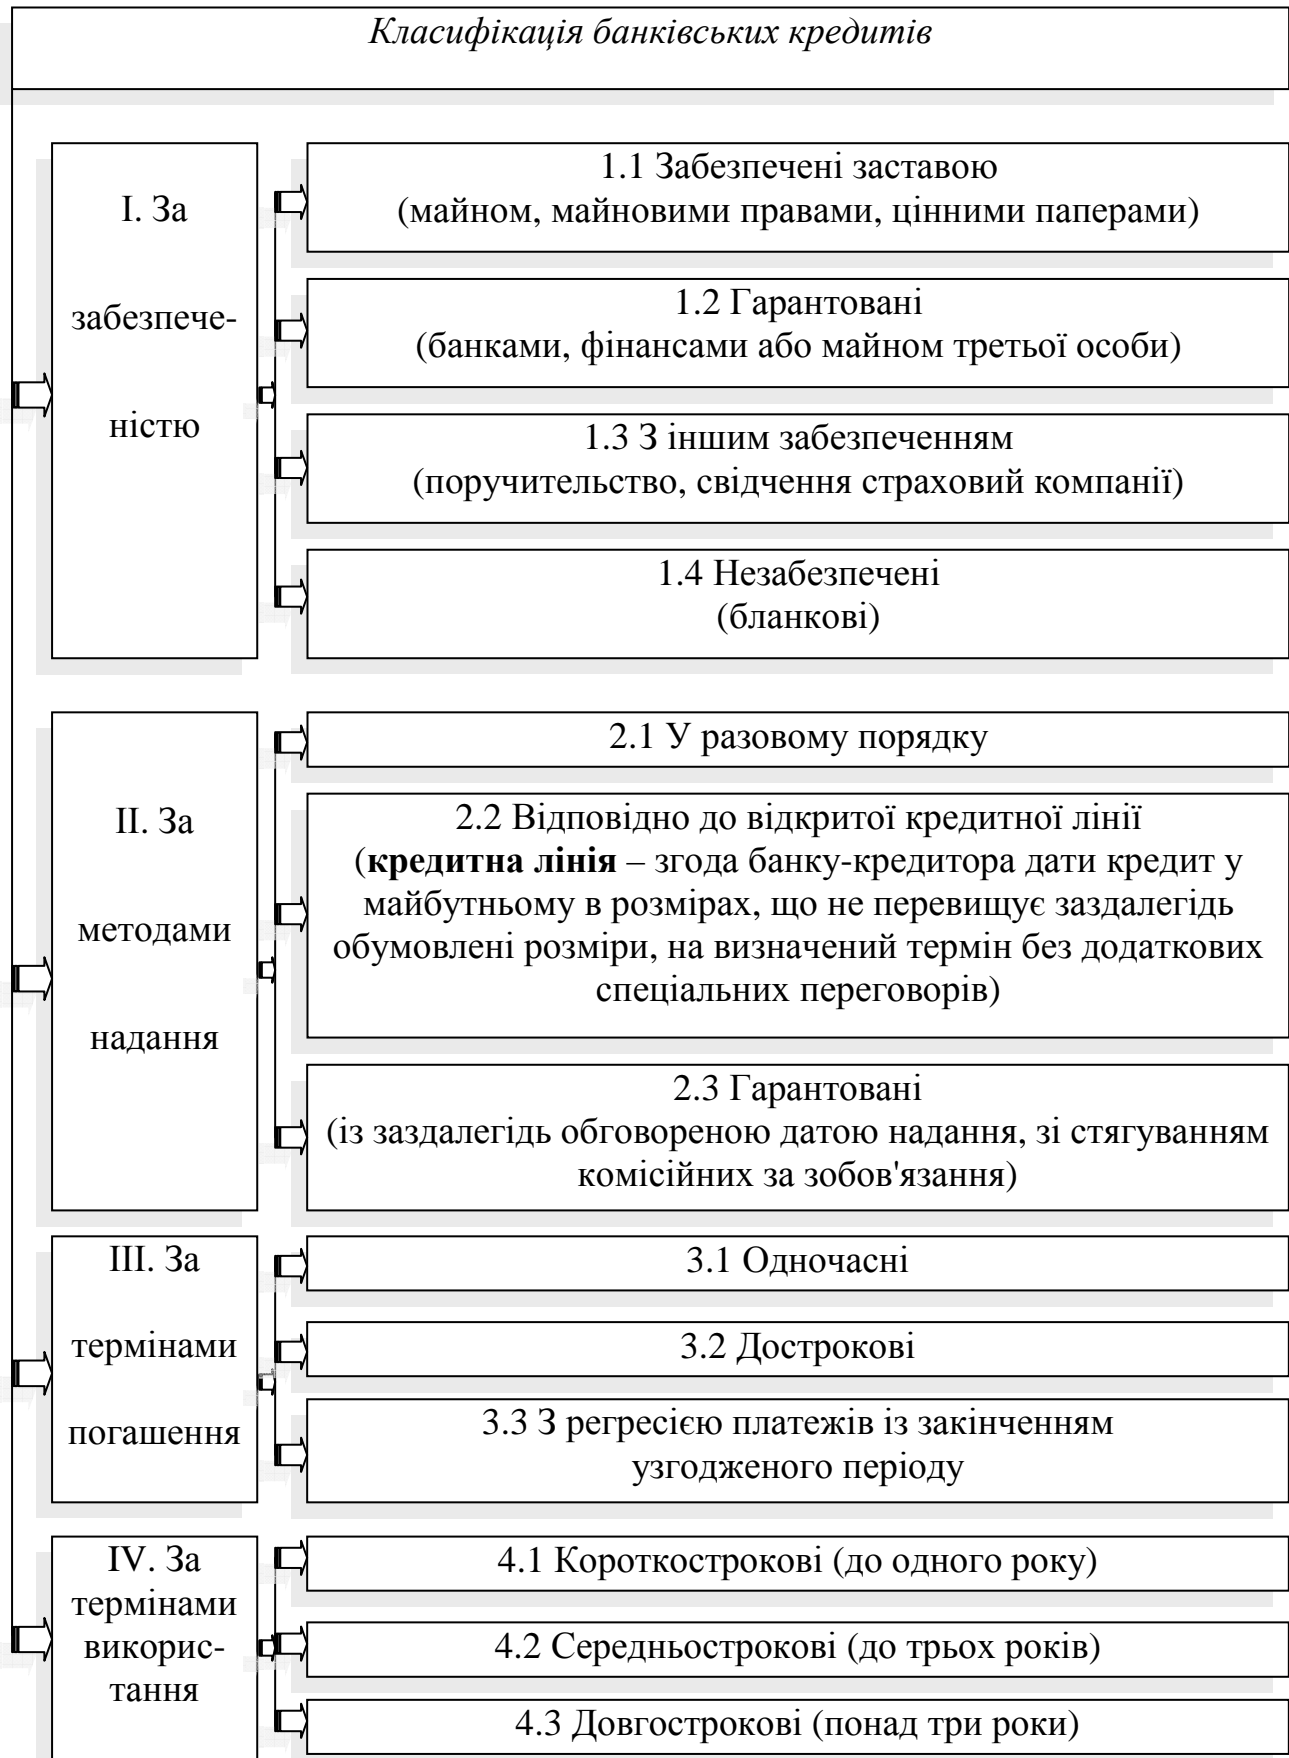 Класифікація банківських кредитів
І. За
забезпече-
ністю
1.1 Забезпечені заставою
(майном, майновими правами, цінними паперами)
1.2 Гарантовані
(банками, фінансами або майном третьої особи)
1.3 З іншим забезпеченням
(поручительство, свідчення страховий компанії)
1.4 Незабезпечені
(бланкові)
ІІ. За
методами
надання
2.1 У разовому порядку
2.2 Відповідно до відкритої кредитної лінії
(кредитна лінія – згода банку-кредитора дати кредит у
майбутньому в розмірах, що не перевищує заздалегідь
обумовлені розміри, на визначений термін без додаткових
спеціальних переговорів)
2.3 Гарантовані
(із заздалегідь обговореною датою надання, зі стягуванням
комісійних за зобов'язання)
ІІІ. За
термінами
погашення
3.1 Одночасні
3.2 Дострокові
3.3 З регресією платежів із закінченням
узгодженого періоду
IV. За
термінами
викорис-
тання
4.1 Короткострокові (до одного року)
4.2 Середньострокові (до трьох років)
4.3 Довгострокові (понад три роки)